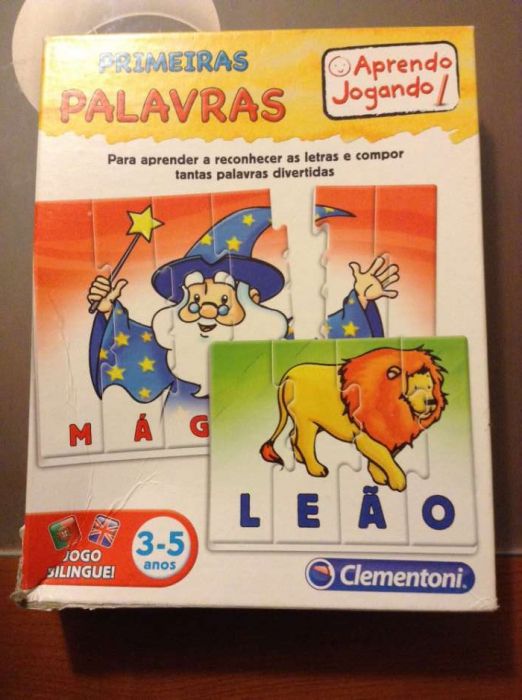 PRIMEIRAS
PALAVRAS
Aprendo
Jogando!
Para aprender a reconhecer as letras e compor
tantas palavras divertidas
M Á G
L E Ã O
JOGO
BILINGUE!
3-5
anos
Clementoni